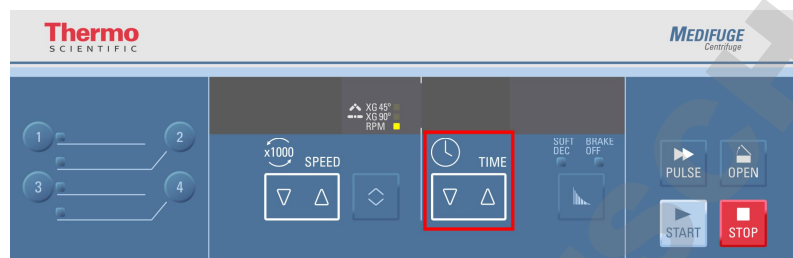 Thermo
SCIENTIFIC
MEDIFUGE
Centrifuge
XG 45°
XG 90°
RPM
1
2
3
4
x1000 SPEED
TIME
SOFT DEC
BRAKE OFF
PULSE
OPEN
START
STOP